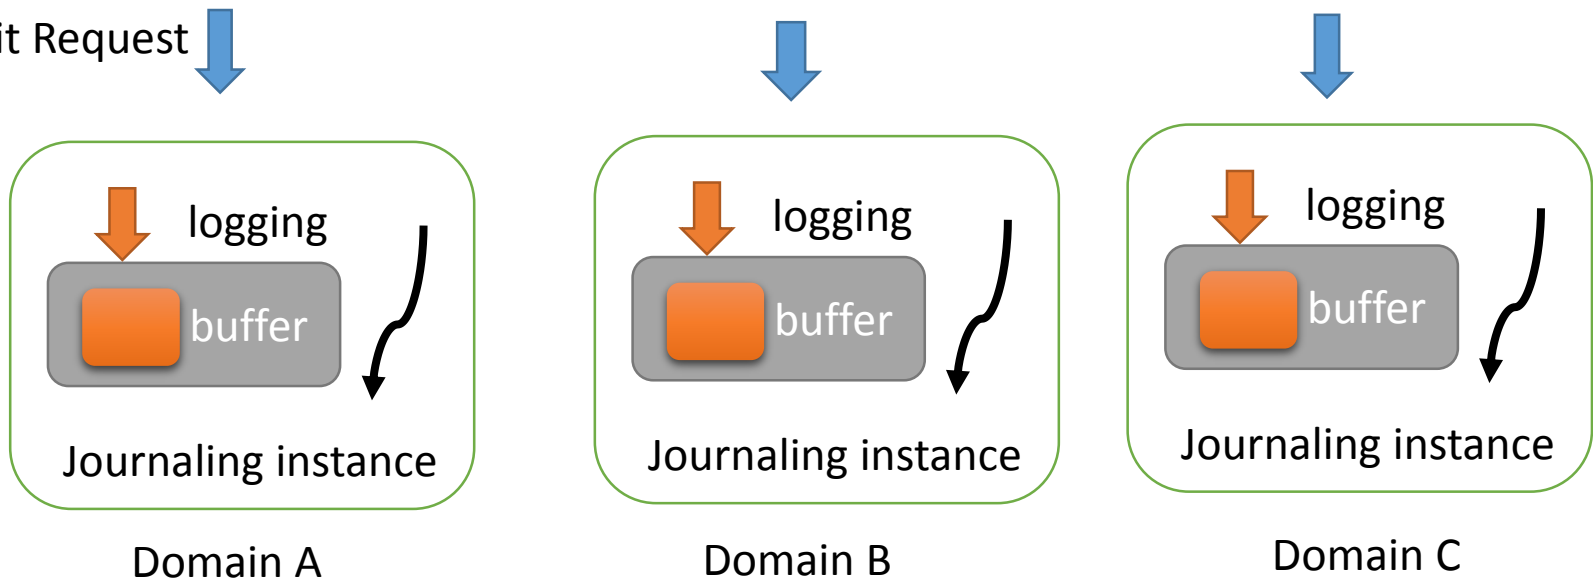 it Request
logging
logging
logging
buffer
buffer
buffer
Journaling instance
Journaling instance
Journaling instance
Domain A
Domain B
Domain C